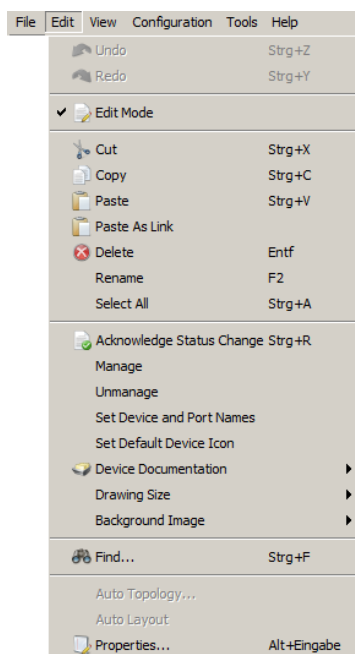 File Edit View Configuration Tools Help
Undo Strg+Z
Redo Strg+Y
Edit Mode
Cut Strg+X
Copy Strg+C
Paste Strg+V
Paste As Link
Delete Entf
Rename F2
Select All Strg+A
Acknowledge Status Change Strg+R
Manage
Unmanage
Set Device and Port Names
Set Default Device Icon
Device Documentation
Drawing Size
Background Image
Find... Strg+F
Auto Topology...
Auto Layout
Properties... Alt+Eingabe